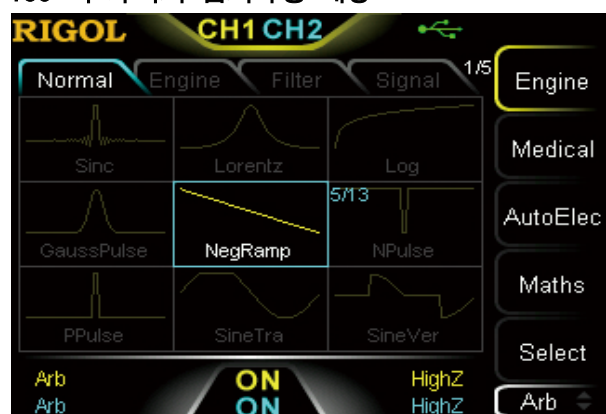 RIGOL CH1 CH2
Normal Engine Filter Signal 1/5
Engine
Sinc Lorentz Log
Medical
5/13
AutoElec
GaussPulse NegRamp NPulse
Maths
PPulse SineTra SineVer
Select
Arb ON HighZ
Arb ON HighZ
Arb